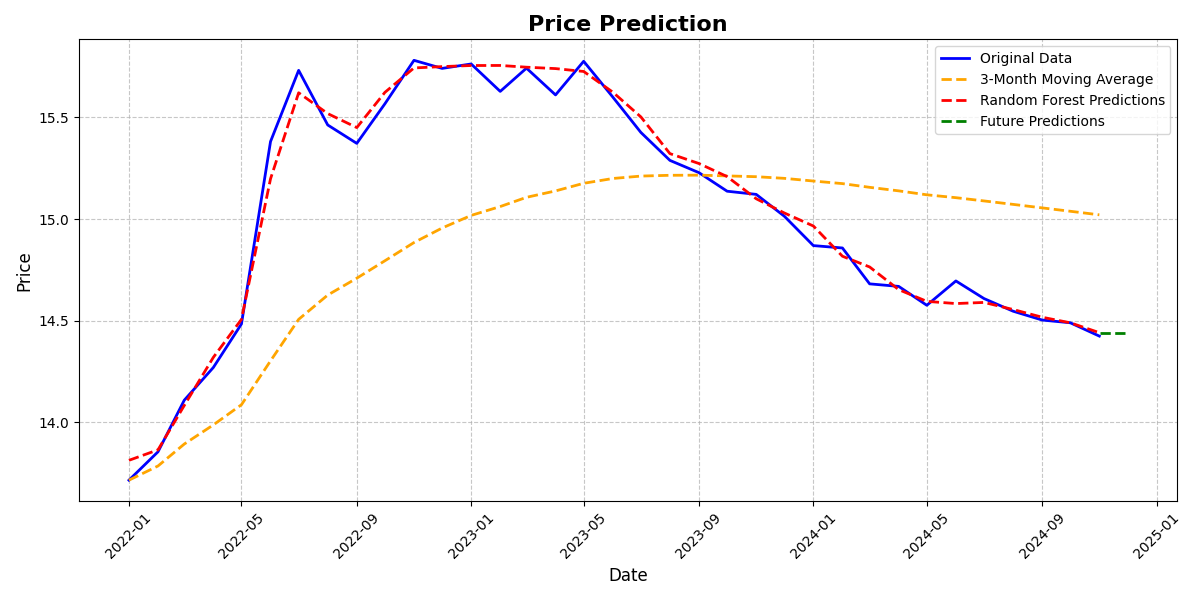 Price Prediction
Original Data
3-Month Moving Average
Random Forest Predictions
Future Predictions
Price
15.5
15.0
14.5
14.0
2022-01
2022-05
2022-09
2023-01
2023-05
2023-09
2024-01
2024-05
2024-09
2025-01
Date